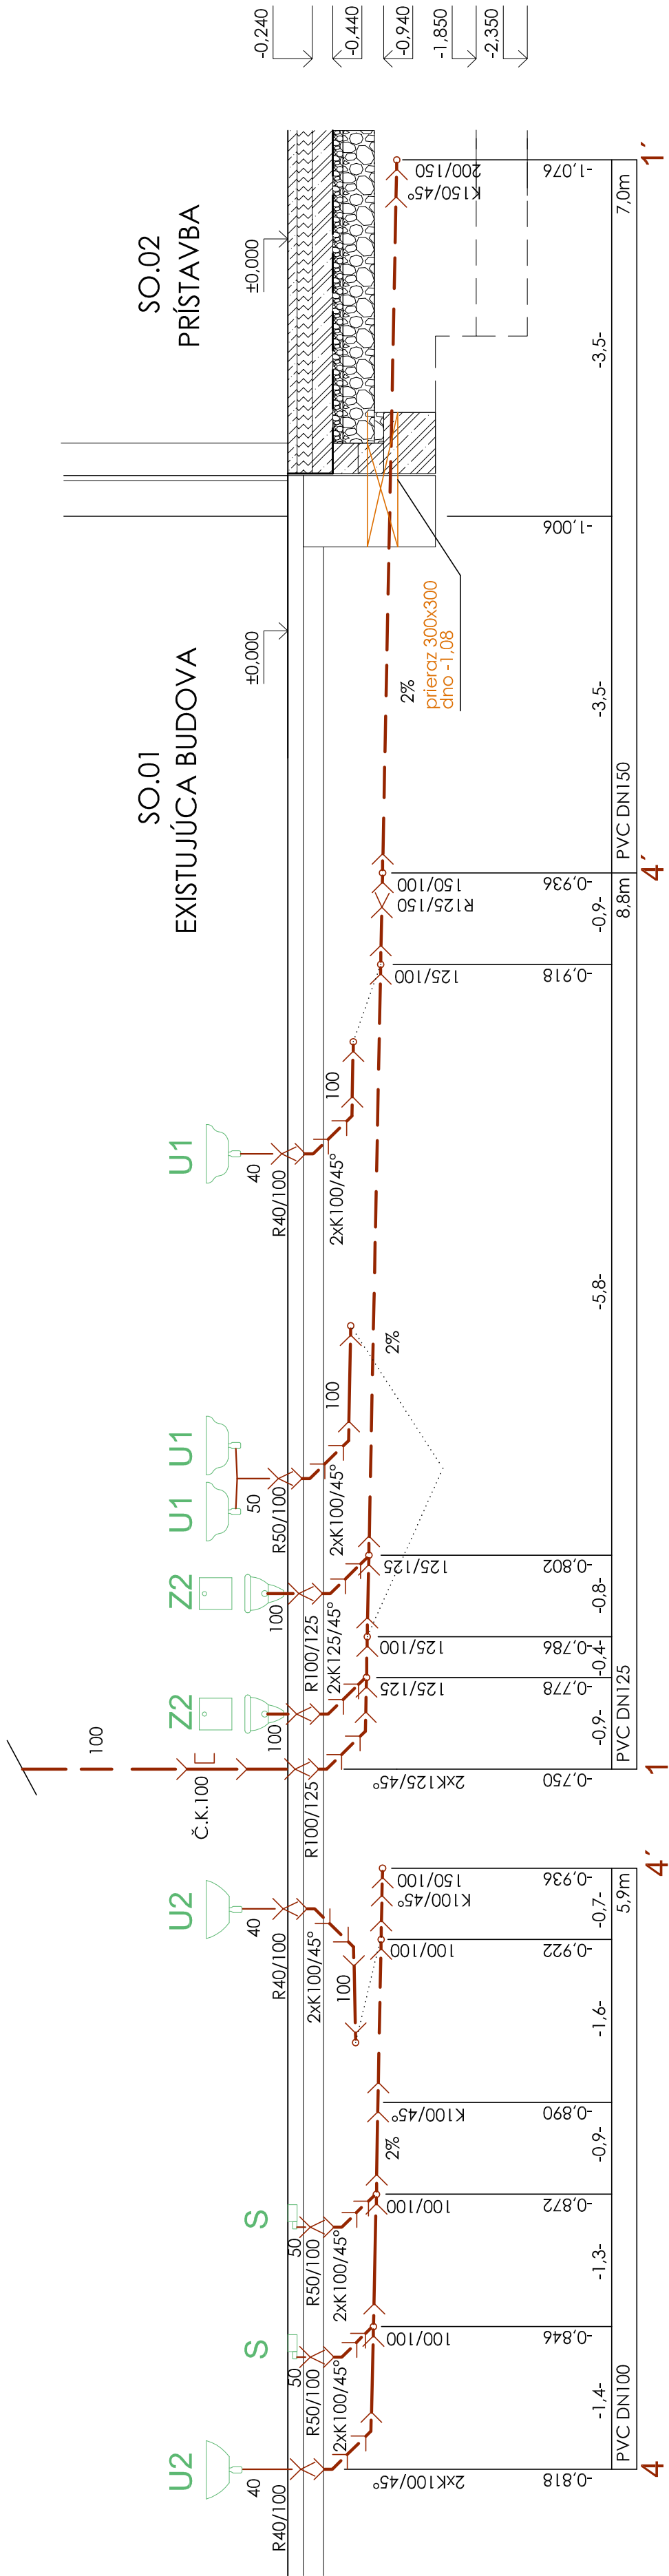 -0,240
-0,440
-0,940
-1,850
-2,350
SO.02
PRÍSTAVBA
±0,000
SO.01
EXISTUJÚCA BUDOVA
±0,000
K150/45°
200/150
-1,076
7,0m
1´
-3,5-
-1,006
prieraz 300x300
dno -1,08
2%
-3,5-
PVC DN150
4´
150/100
R125/150
-0,936
8,8m
-0,9-
125/100
-0,918
U1
40
R40/100
2xK100/45°
100
-5,8-
2%
U1
U1
50
R50/100
2xK100/45°
100
Z2
100
R100/125
2xK125/45°
125/125
-0,802
-0,8-
125/100
-0,786
-0,4-
Z2
100
125/125
-0,778
-0,9-
PVC DN125
100
Č.K.100
R100/125
2xK125/45°
-0,750
1
4´
150/100
K100/45°
-0,936
5,9m
-0,7-
U2
40
R40/100
2xK100/45°
100
100/100
-0,922
-1,6-
K100/45°
-0,890
2%
-0,9-
S
50
R50/100
2xK100/45°
100/100
-0,872
-1,3-
S
50
R50/100
2xK100/45°
100/100
-0,846
-1,4-
PVC DN100
U2
40
R40/100
2xK100/45°
-0,818
4